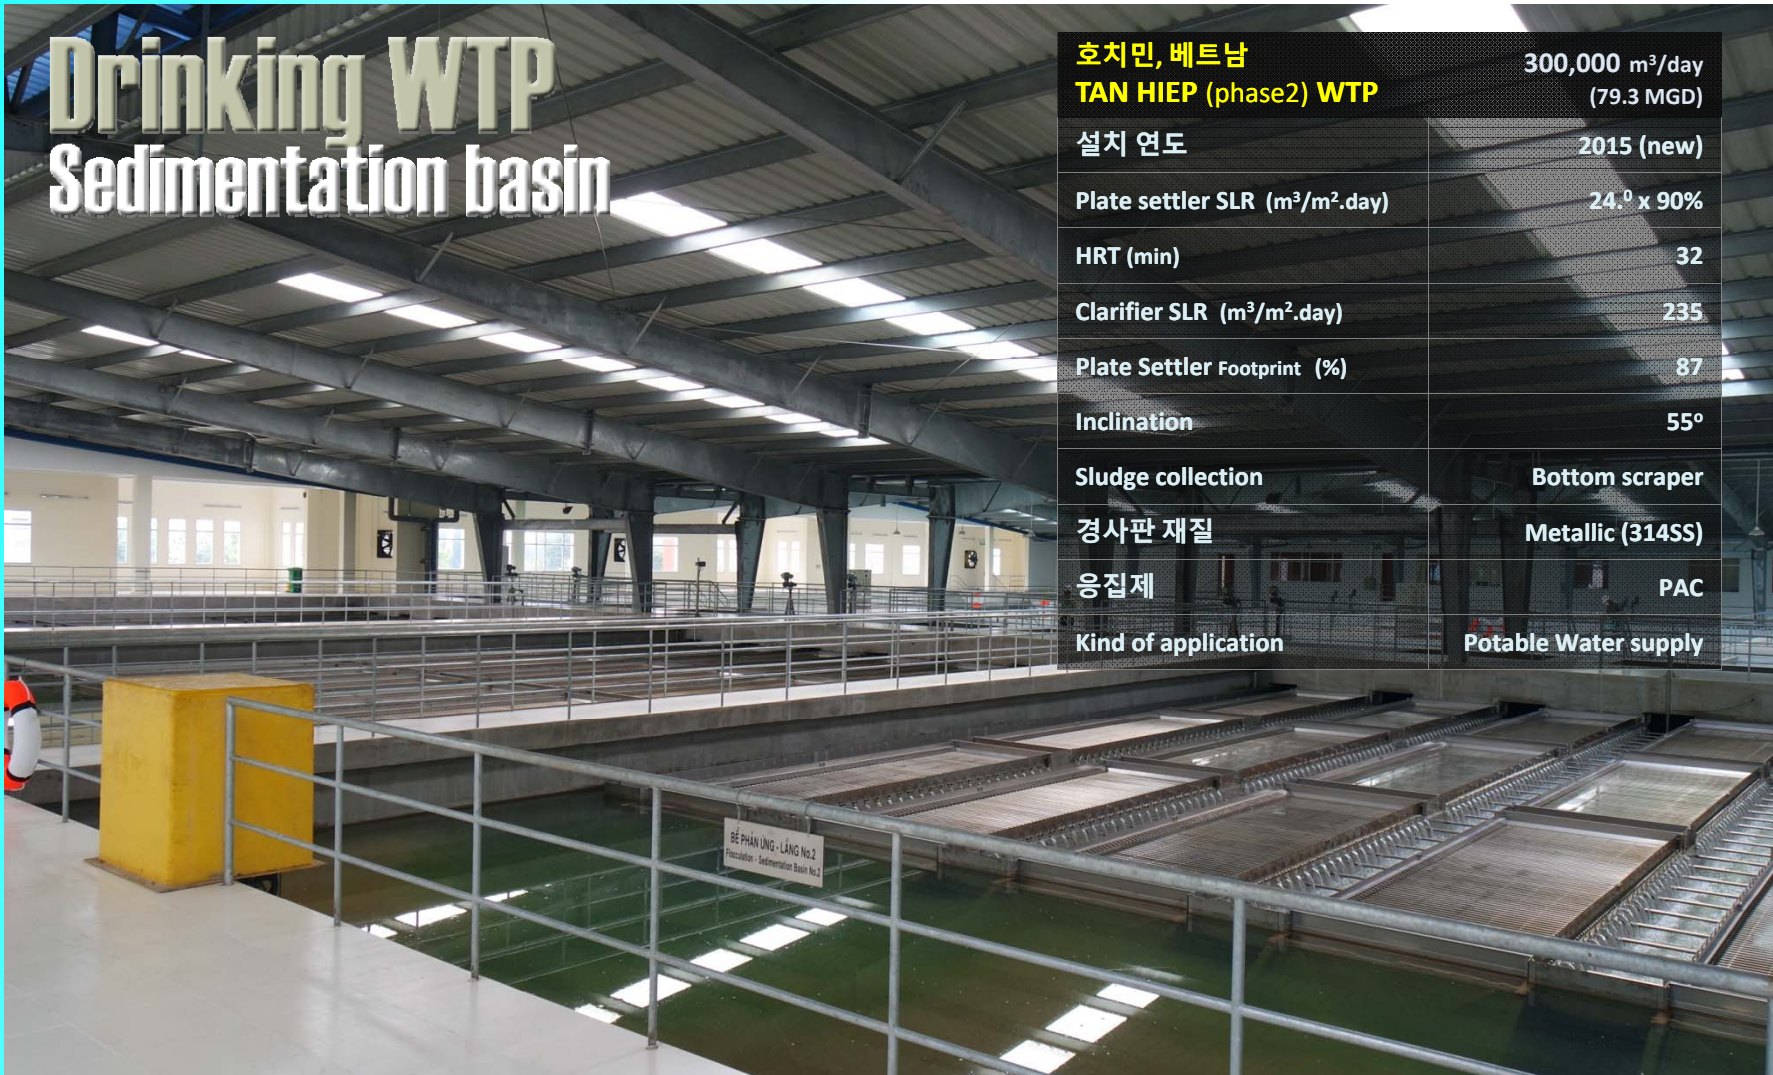 Drinking WTP
Sedimentation basin
호치민, 베트남
TAN HIEP (phase2) WTP
300,000 m³/day
(79.3 MGD)
설치 연도 2015 (new)
Plate settler SLR (m³/m².day) 24.⁰ x 90%
HRT (min) 32
Clarifier SLR (m³/m².day) 235
Plate Settler Footprint (%) 87
Inclination 55º
Sludge collection Bottom scraper
경사판 재질 Metallic (314SS)
응집제 PAC
Kind of application Potable Water supply
BỂ PHẢN ỨNG - LẮNG No.2
Flocculation - Sedimentation Basin No.2